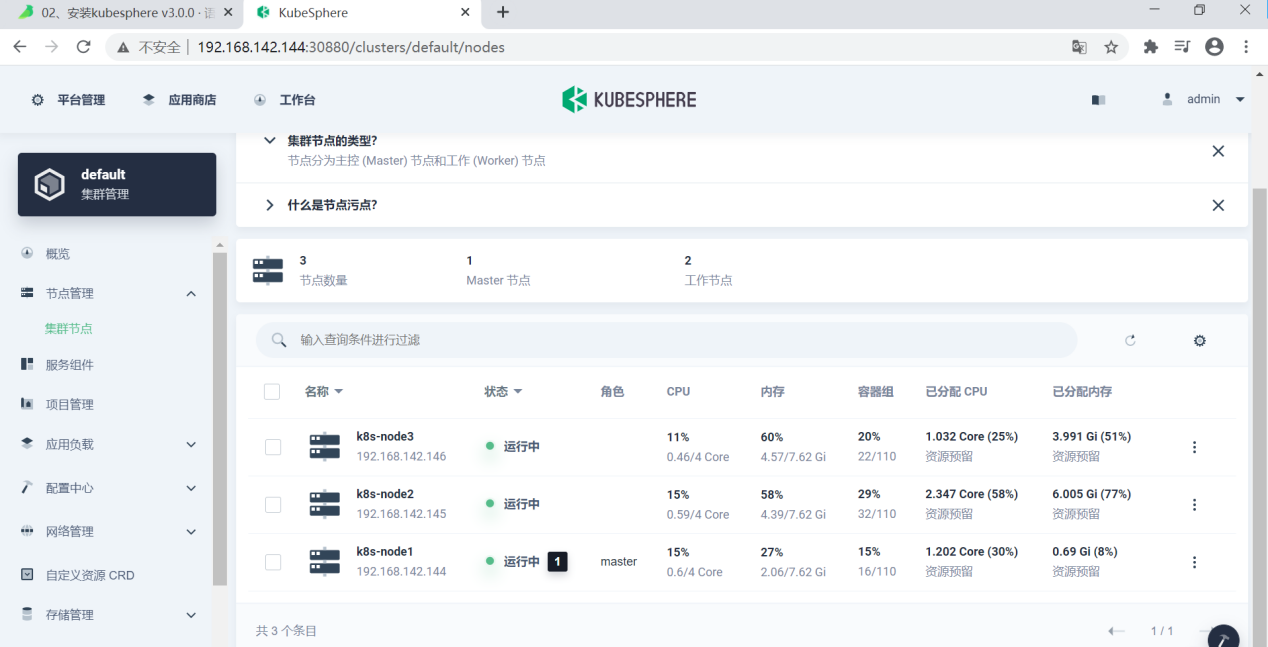 02、安装kubesphere v3.0.0 · 语
KubeSphere
不安全 192.168.142.144:30880/clusters/default/nodes
平台管理 应用商店 工作台 KUBESPHERE admin
default
集群管理
概览
节点管理
集群节点
服务组件
项目管理
应用负载
配置中心
网络管理
自定义资源 CRD
存储管理
集群节点的类型?
节点分为主控 (Master) 节点和工作 (Worker) 节点
什么是节点污点?
3 1 2
节点数量 Master 节点 工作节点
输入查询条件进行过滤
名称 状态 角色 CPU 内存 容器组 已分配 CPU 已分配内存
k8s-node3 运行中 11% 60% 20% 1.032 Core (25%) 3.991 Gi (51%)
192.168.142.146 0.46/4 Core 4.57/7.62 Gi 22/110 资源预留 资源预留
k8s-node2 运行中 15% 58% 29% 2.347 Core (58%) 6.005 Gi (77%)
192.168.142.145 0.59/4 Core 4.39/7.62 Gi 32/110 资源预留 资源预留
k8s-node1 运行中 1 master 15% 27% 15% 1.202 Core (30%) 0.69 Gi (8%)
192.168.142.144 0.6/4 Core 2.06/7.62 Gi 16/110 资源预留 资源预留
共 3 个条目 1 / 1